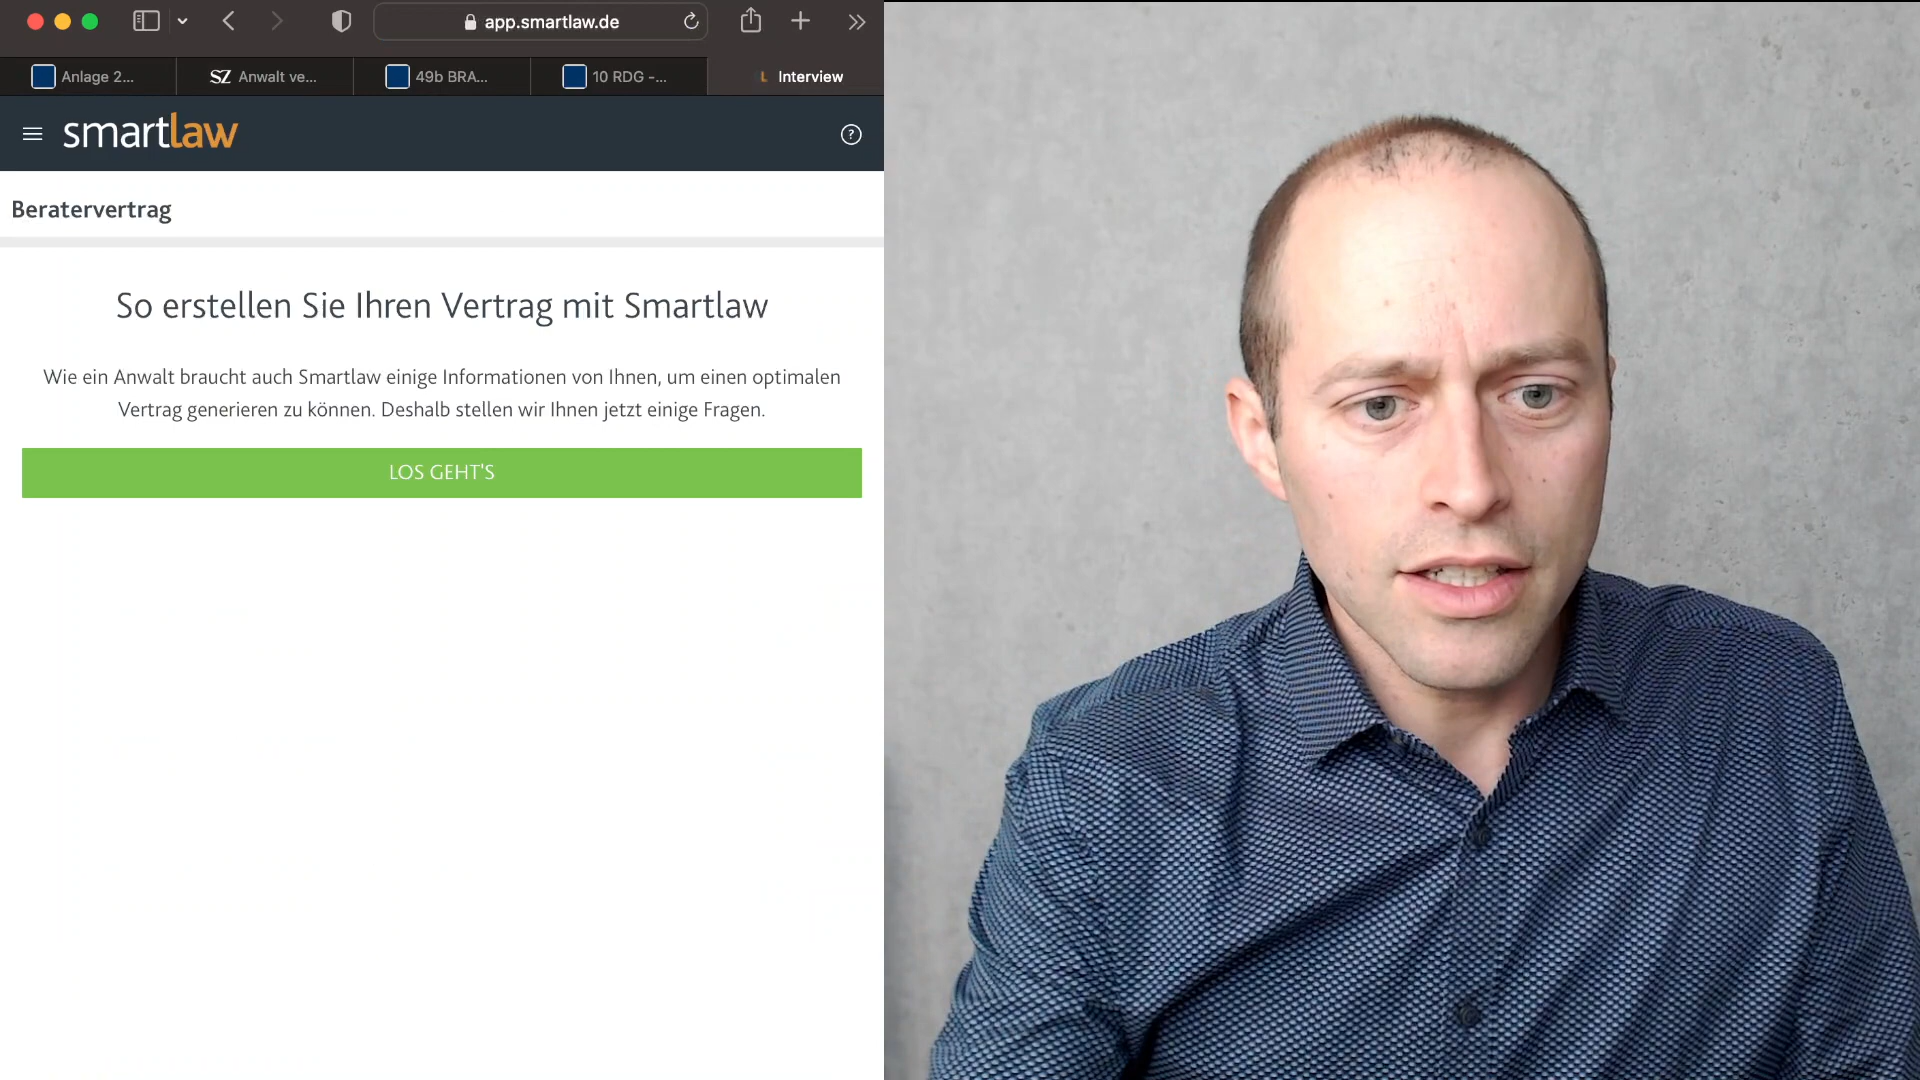 app.smartlaw.de
Anlage 2...
SZ Anwalt ve...
49b BRA...
10 RDG -...
L Interview
smartlaw
?
Beratervertrag
So erstellen Sie Ihren Vertrag mit Smartlaw
Wie ein Anwalt braucht auch Smartlaw einige Informationen von Ihnen, um einen optimalen
Vertrag generieren zu können. Deshalb stellen wir Ihnen jetzt einige Fragen.
LOS GEHT'S